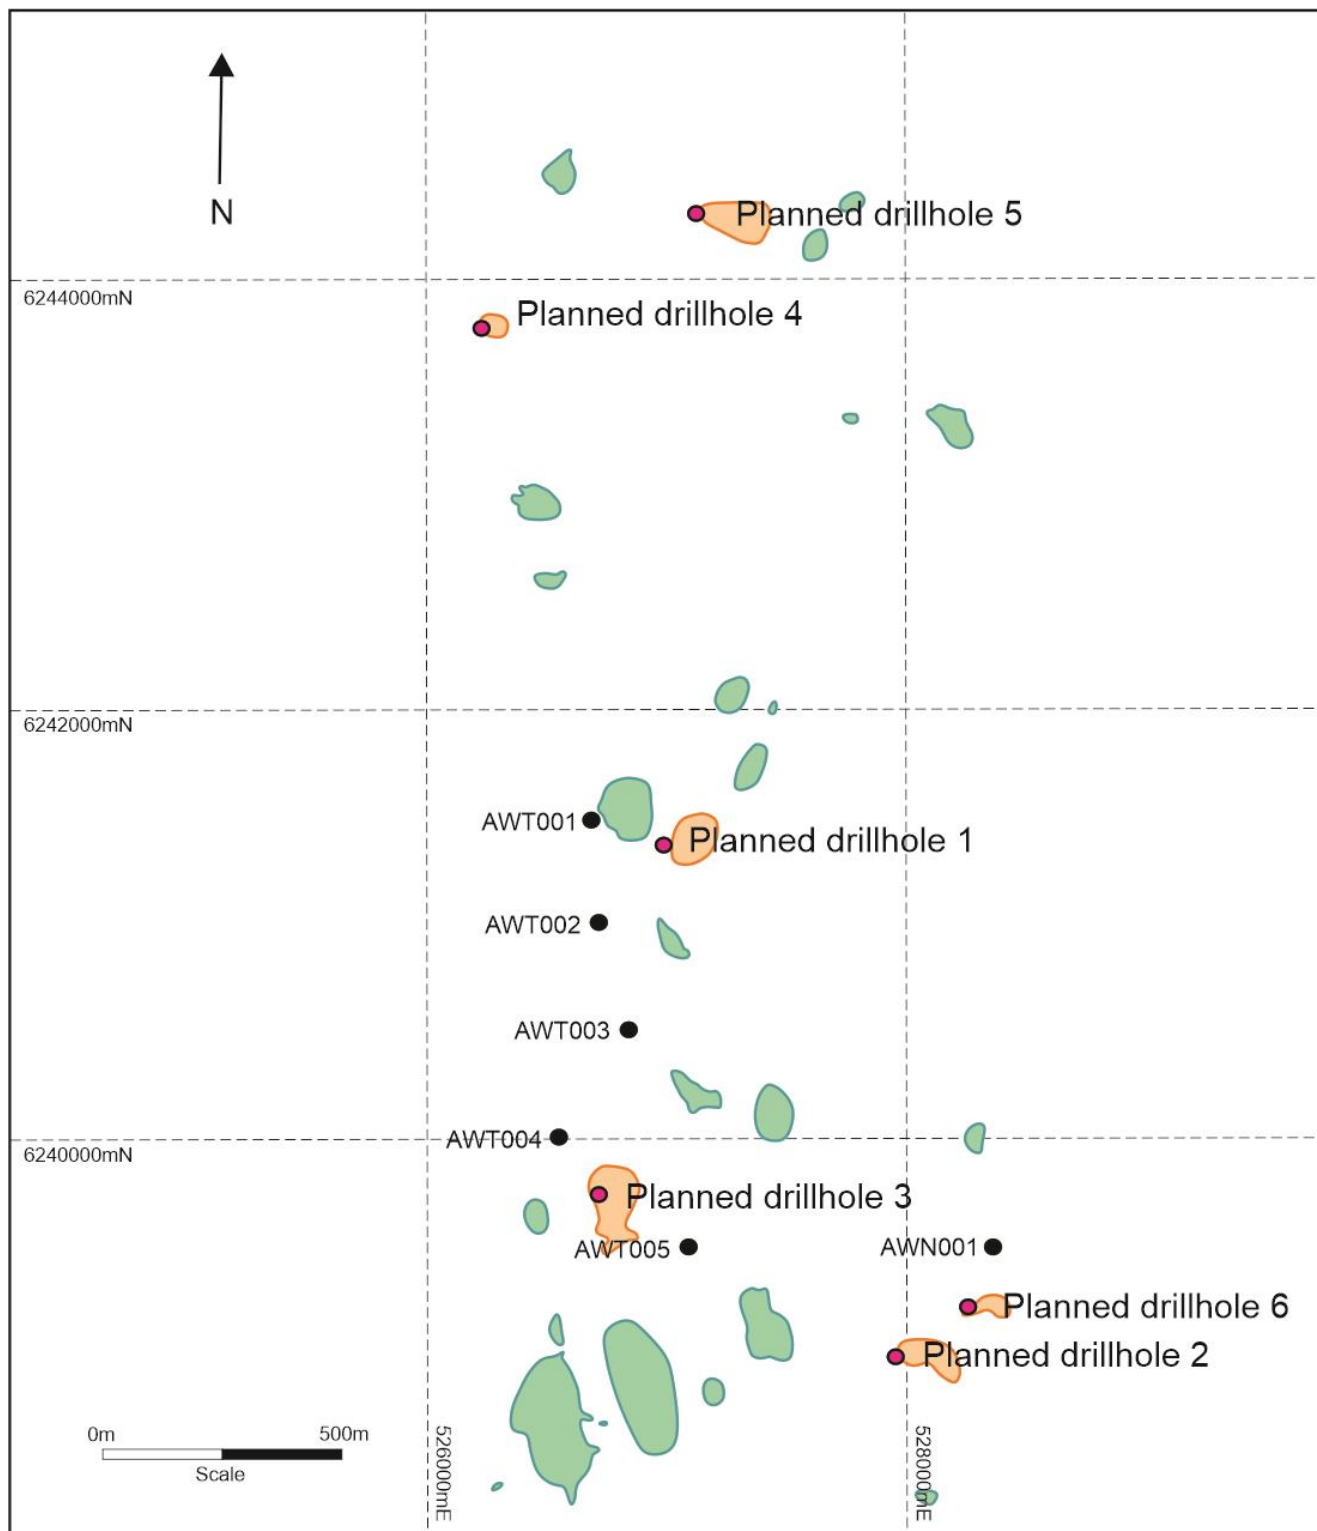 N
Planned drillhole 5
6244000mN
Planned drillhole 4
6242000mN
AWT001
Planned drillhole 1
AWT002
AWT003
AWT004
6240000mN
Planned drillhole 3
AWT005
AWN001
Planned drillhole 6
Planned drillhole 2
0m 500m
Scale
526000mE
528000mE